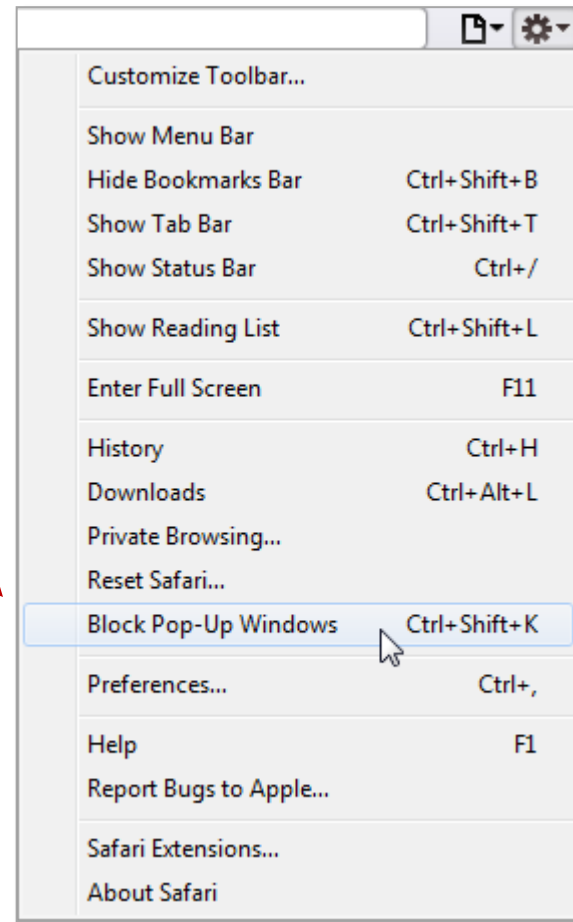 Customize Toolbar...
Show Menu Bar
Hide Bookmarks Bar Ctrl+Shift+B
Show Tab Bar Ctrl+Shift+T
Show Status Bar Ctrl+/
Show Reading List Ctrl+Shift+L
Enter Full Screen F11
History Ctrl+H
Downloads Ctrl+Alt+L
Private Browsing...
Reset Safari...
Block Pop-Up Windows Ctrl+Shift+K
Preferences... Ctrl+,
Help F1
Report Bugs to Apple...
Safari Extensions...
About Safari